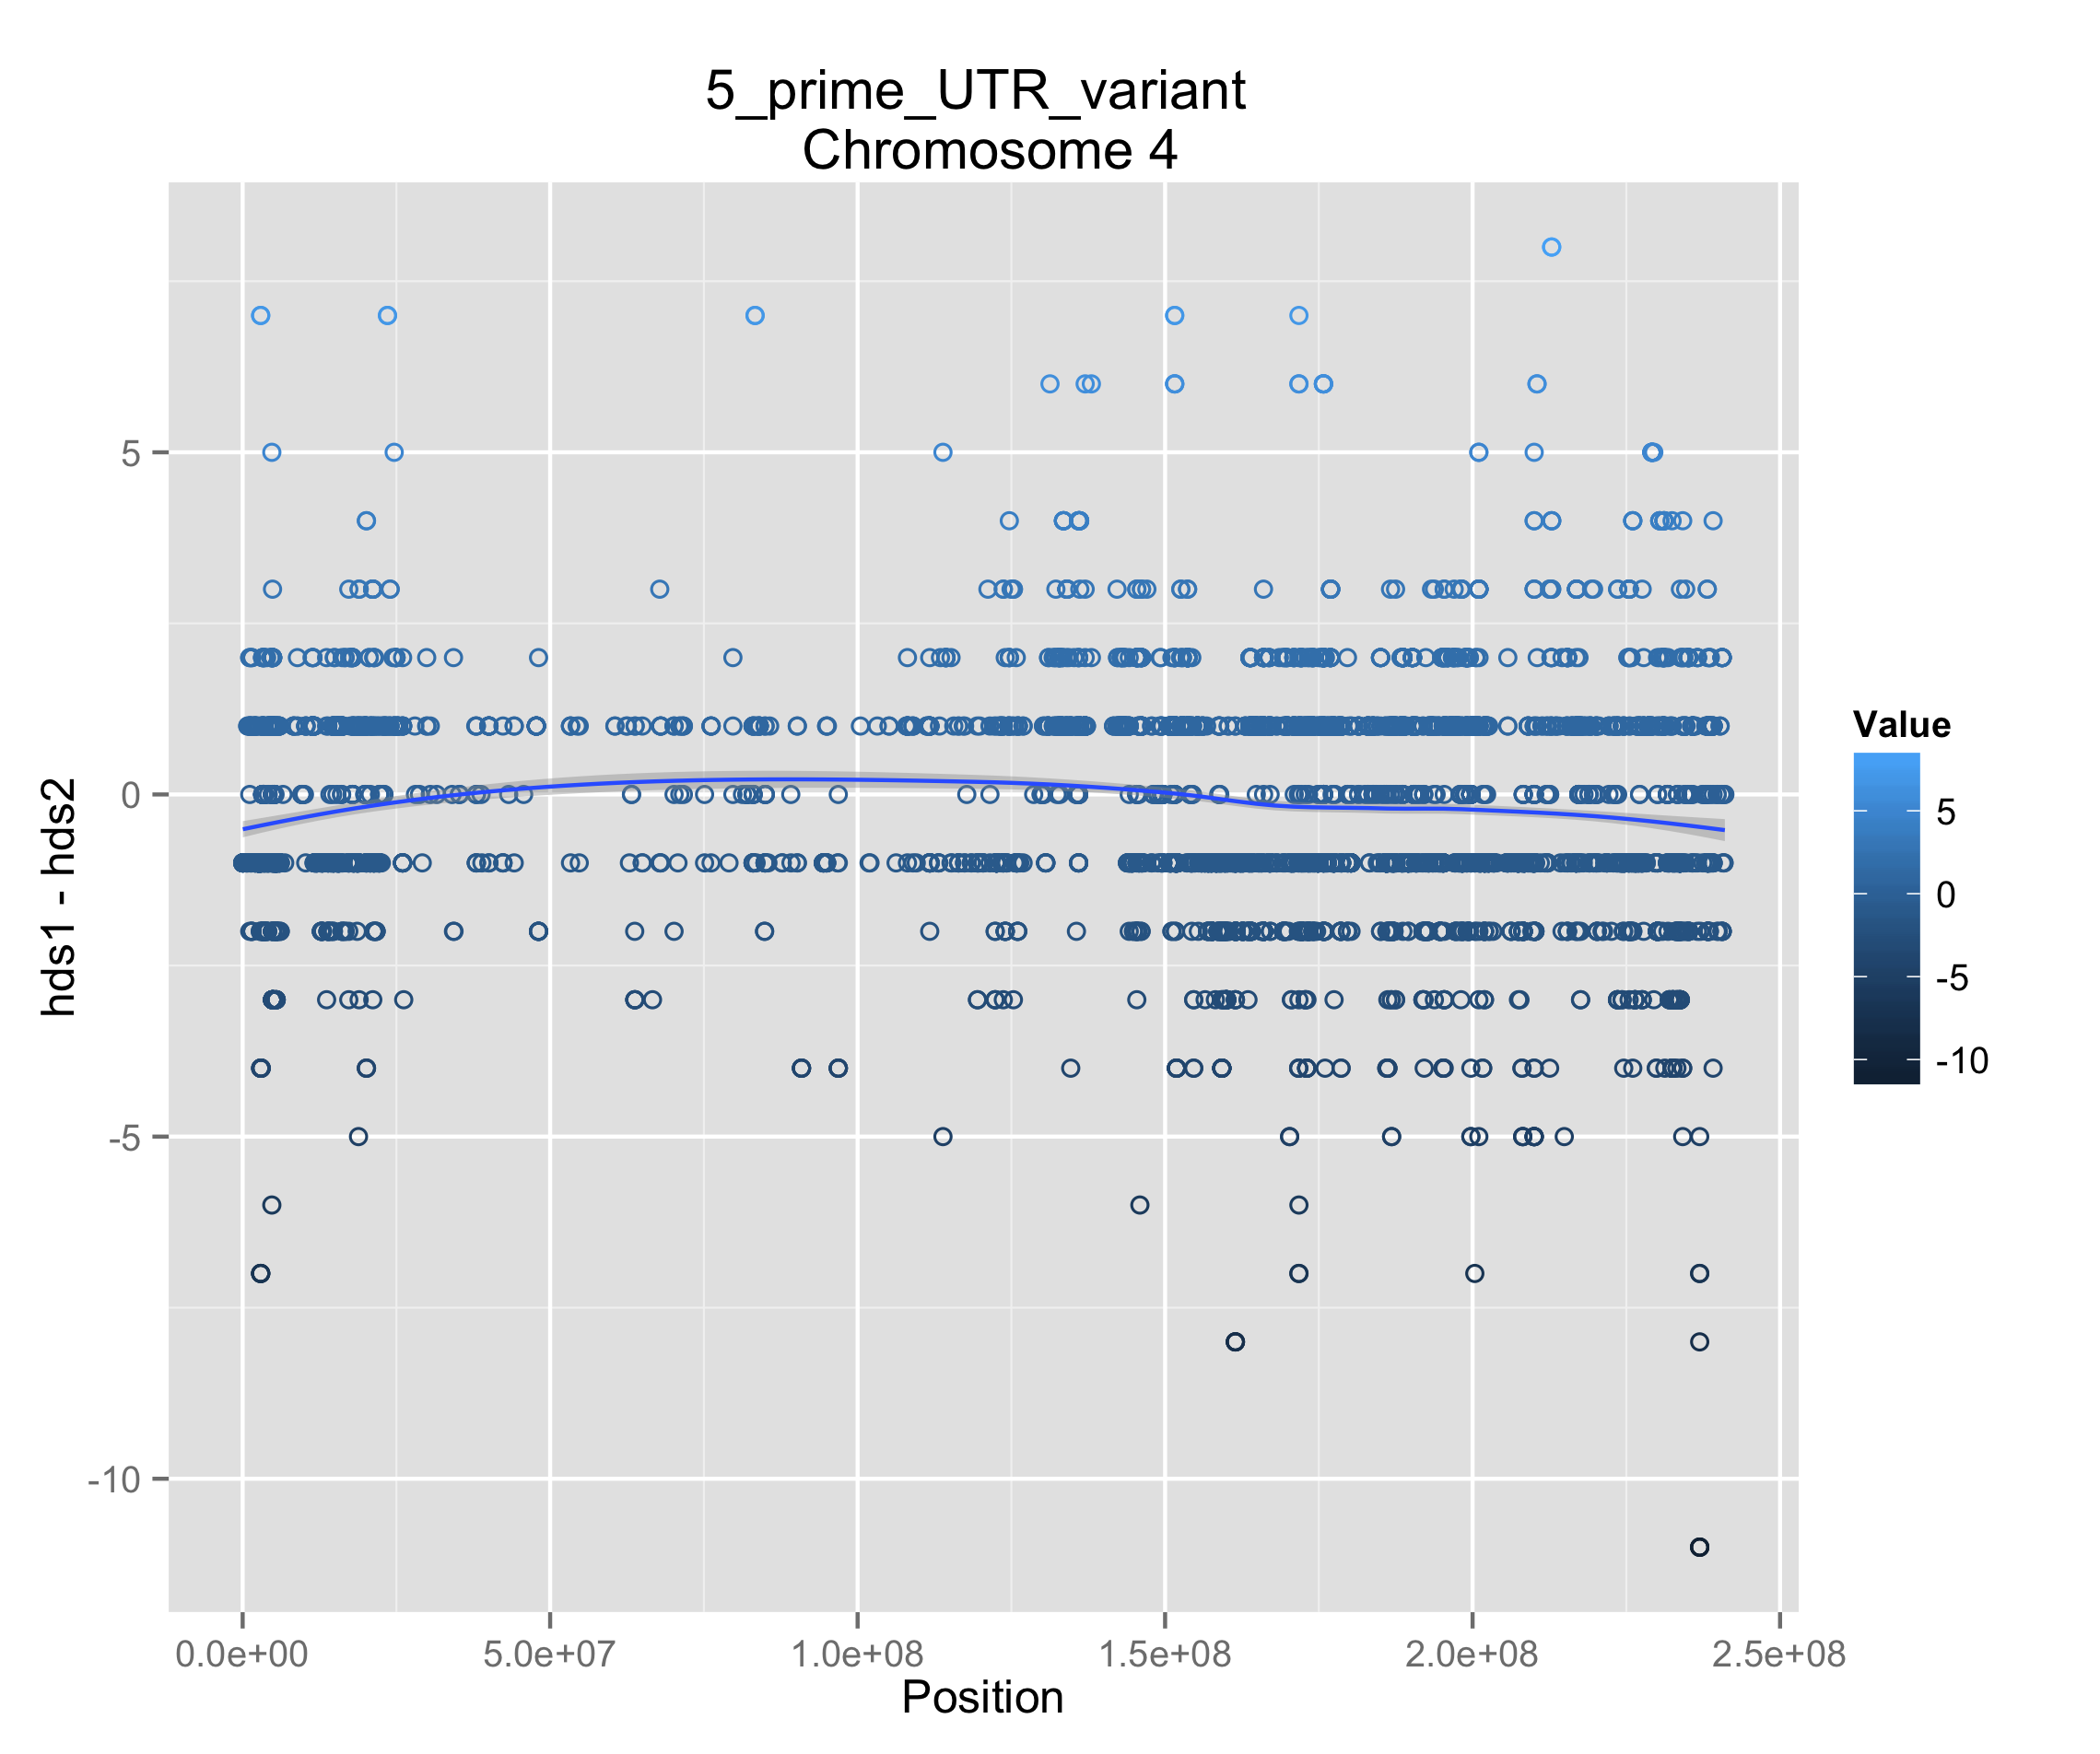 5_prime_UTR_variant
Chromosome 4
hds1 - hds2
5
0
-5
-10
0.0e+00
5.0e+07
1.0e+08
1.5e+08
2.0e+08
2.5e+08
Position
Value
5
0
-5
-10